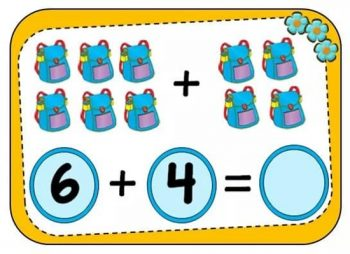 +
6 + 4 =